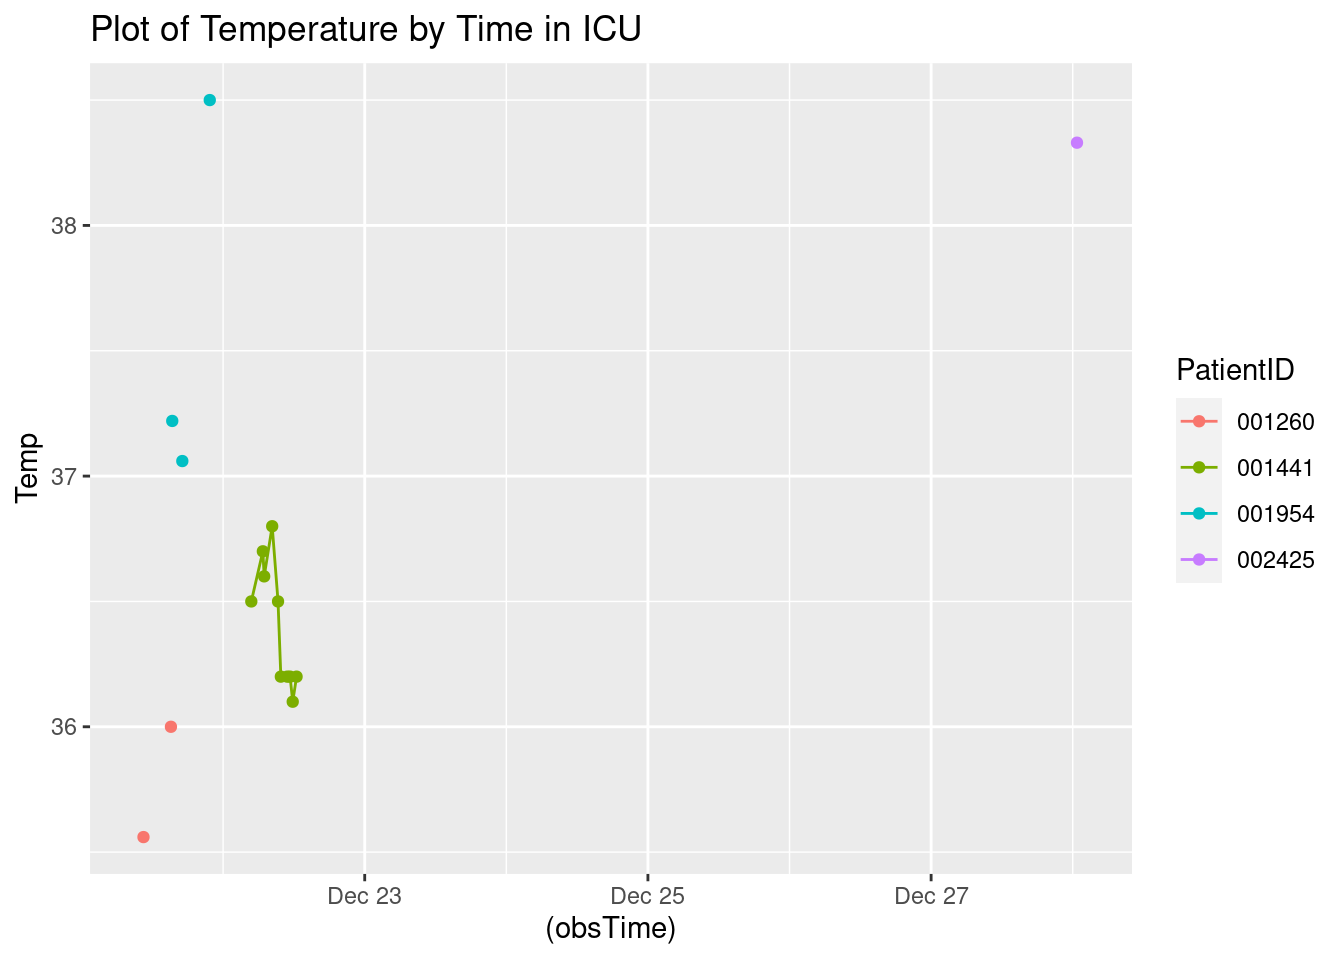 Plot of Temperature by Time in ICU
38
37
36
Temp
Dec 23
Dec 25
Dec 27
(obsTime)
PatientID
001260
001441
001954
002425